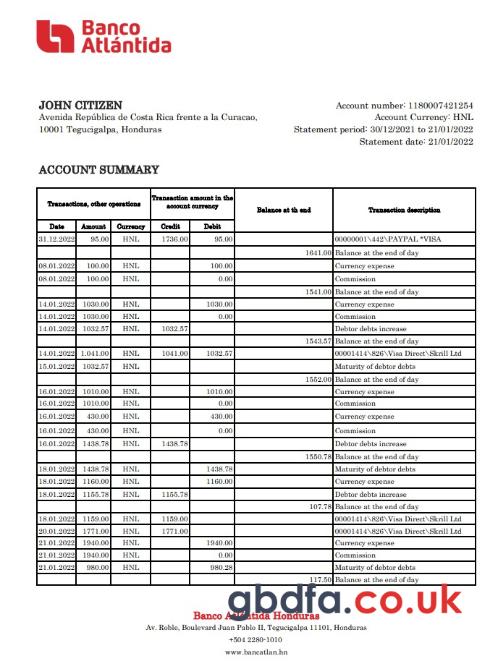 Banco
Atlántida
JOHN CITIZEN
Avenida República de Costa Rica frente a la Curacao,
10001 Tegucigalpa, Honduras
Account number: 1180007421254
Account Currency: HNL
Statement period: 30/12/2021 to 21/01/2022
Statement date: 21/01/2022
ACCOUNT SUMMARY
Transactions, other operations Transaction amount in the account currency Balance at th end Transaction description
Date Amount Currency Credit Debit
31.12.2022 95.00 HNL 1736.00 95.00 00000001\442\PAYPAL *VISA
1641.00 Balance at the end of day
08.01.2022 100.00 HNL 100.00 Currency expense
08.01.2022 100.00 HNL 0.00 Commission
1541.00 Balance at the end of day
14.01.2022 1030.00 HNL 1030.00 Currency expense
14.01.2022 1030.00 HNL 0.00 Commission
14.01.2022 1032.57 HNL 1032.57 Debtor debts increase
1543.57 Balance at the end of day
14.01.2022 1.041.00 HNL 1041.00 1032.57 00001414\826\Visa Direct\Skrill Ltd
15.01.2022 1032.57 HNL Maturity of debtor debts
1552.00 Balance at the end of day
16.01.2022 1010.00 HNL 1010.00 Currency expense
16.01.2022 1010.00 HNL 0.00 Commission
16.01.2022 430.00 HNL 430.00 Currency expense
16.01.2022 430.00 HNL 0.00 Commission
16.01.2022 1438.78 HNL 1438.78 Debtor debts increase
1550.78 Balance at the end of day
18.01.2022 1438.78 HNL 1438.78 Maturity of debtor debts
18.01.2022 1160.00 HNL 1160.00 Currency expense
18.01.2022 1155.78 HNL 1155.78 Debtor debts increase
107.78 Balance at the end of day
18.01.2022 1159.00 HNL 1159.00 00001414\826\Visa Direct\Skrill Ltd
20.01.2022 1771.00 HNL 1771.00 00001414\826\Visa Direct\Skrill Ltd
21.01.2022 1940.00 HNL 1940.00 Currency expense
21.01.2022 1940.00 HNL 0.00 Commission
21.01.2022 980.00 HNL 980.28 Maturity of debtor debts
117.50 Balance at the end of day
gbdfa.co.uk
Banco Atlántida Honduras
Av. Roble, Boulevard Juan Pablo II, Tegucigalpa 11101, Honduras
+504 2280-1010
www.bancatlan.hn